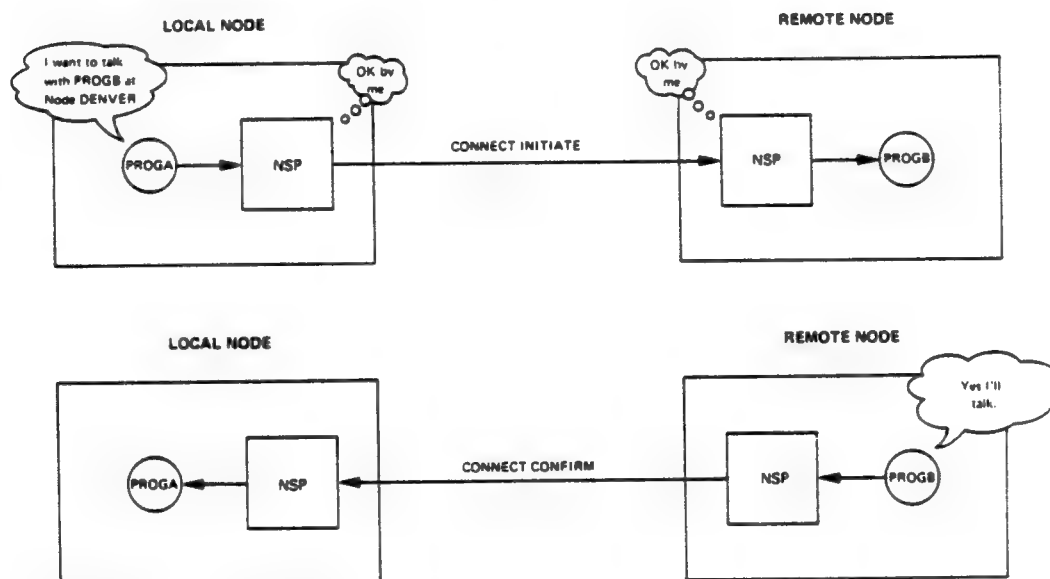 LOCAL NODE
REMOTE NODE
I want to talk
with PROGB at
Node DENVER
OK by
me
OK by
me
PROGA
NSP
CONNECT INITIATE
NSP
PROGB
LOCAL NODE
REMOTE NODE
Yes I'll
talk.
PROGA
NSP
CONNECT CONFIRM
NSP
PROGB